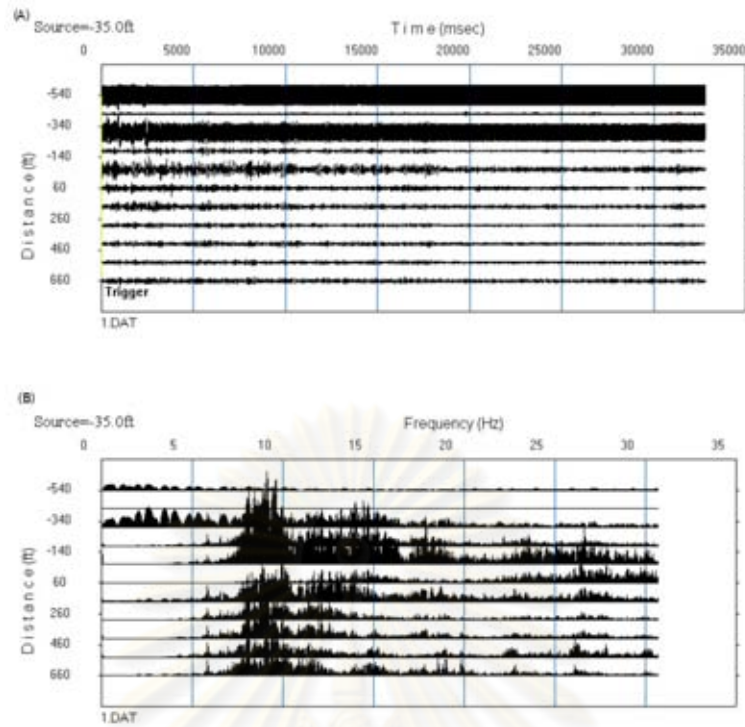 (A)
Source=-35.0ft
T i m e (msec)
0 5000 10000 15000 20000 25000 30000 35000
Distance(ft)
-540
-340
-140
60
260
460
660
Trigger
1.DAT
(B)
Source=-35.0ft
Frequency(Hz)
0 5 10 15 20 25 30 35
Distance(ft)
-540
-340
-140
60
260
460
660
1.DAT